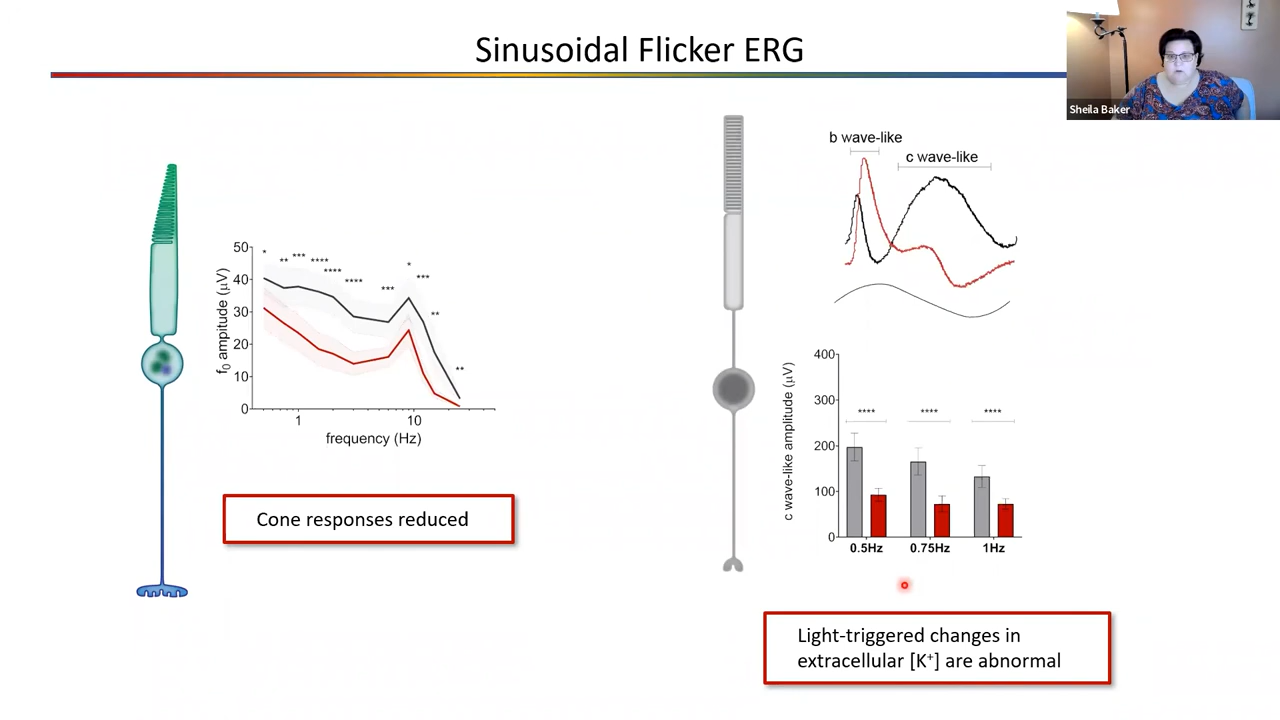 Sinusoidal Flicker ERG
Sheila Baker
b wave-like
c wave-like
f0 ampitude (μV)
50
40
30
20
10
0
* ** *** **** **** **** *** * *** ** **
1 10
frequency (Hz)
Cone responses reduced
c wave-like amplitude (μV)
400
300
200
100
0
**** **** ****
0.5Hz 0.75Hz 1Hz
Light-triggered changes in
extracellular [K⁺] are abnormal